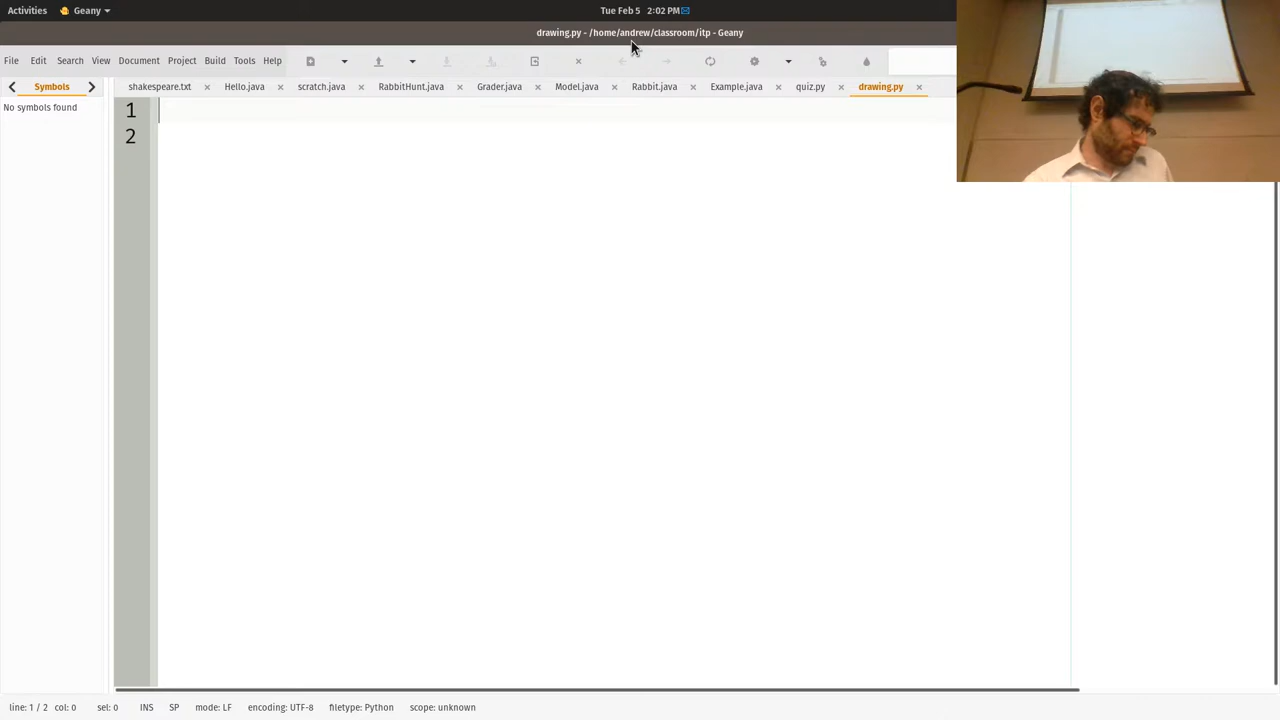 Activities Geany Tue Feb 5 2:02 PM
drawing.py - /home/andrew/classroom/itp - Geany
File Edit Search View Document Project Build Tools Help
Symbols shakespeare.txt Hello.java scratch.java RabbitHunt.java Grader.java Model.java Rabbit.java Example.java quiz.py drawing.py
No symbols found
1
2
line: 1 / 2 col: 0 sel: 0 INS SP mode: LF encoding: UTF-8 filetype: Python scope: unknown